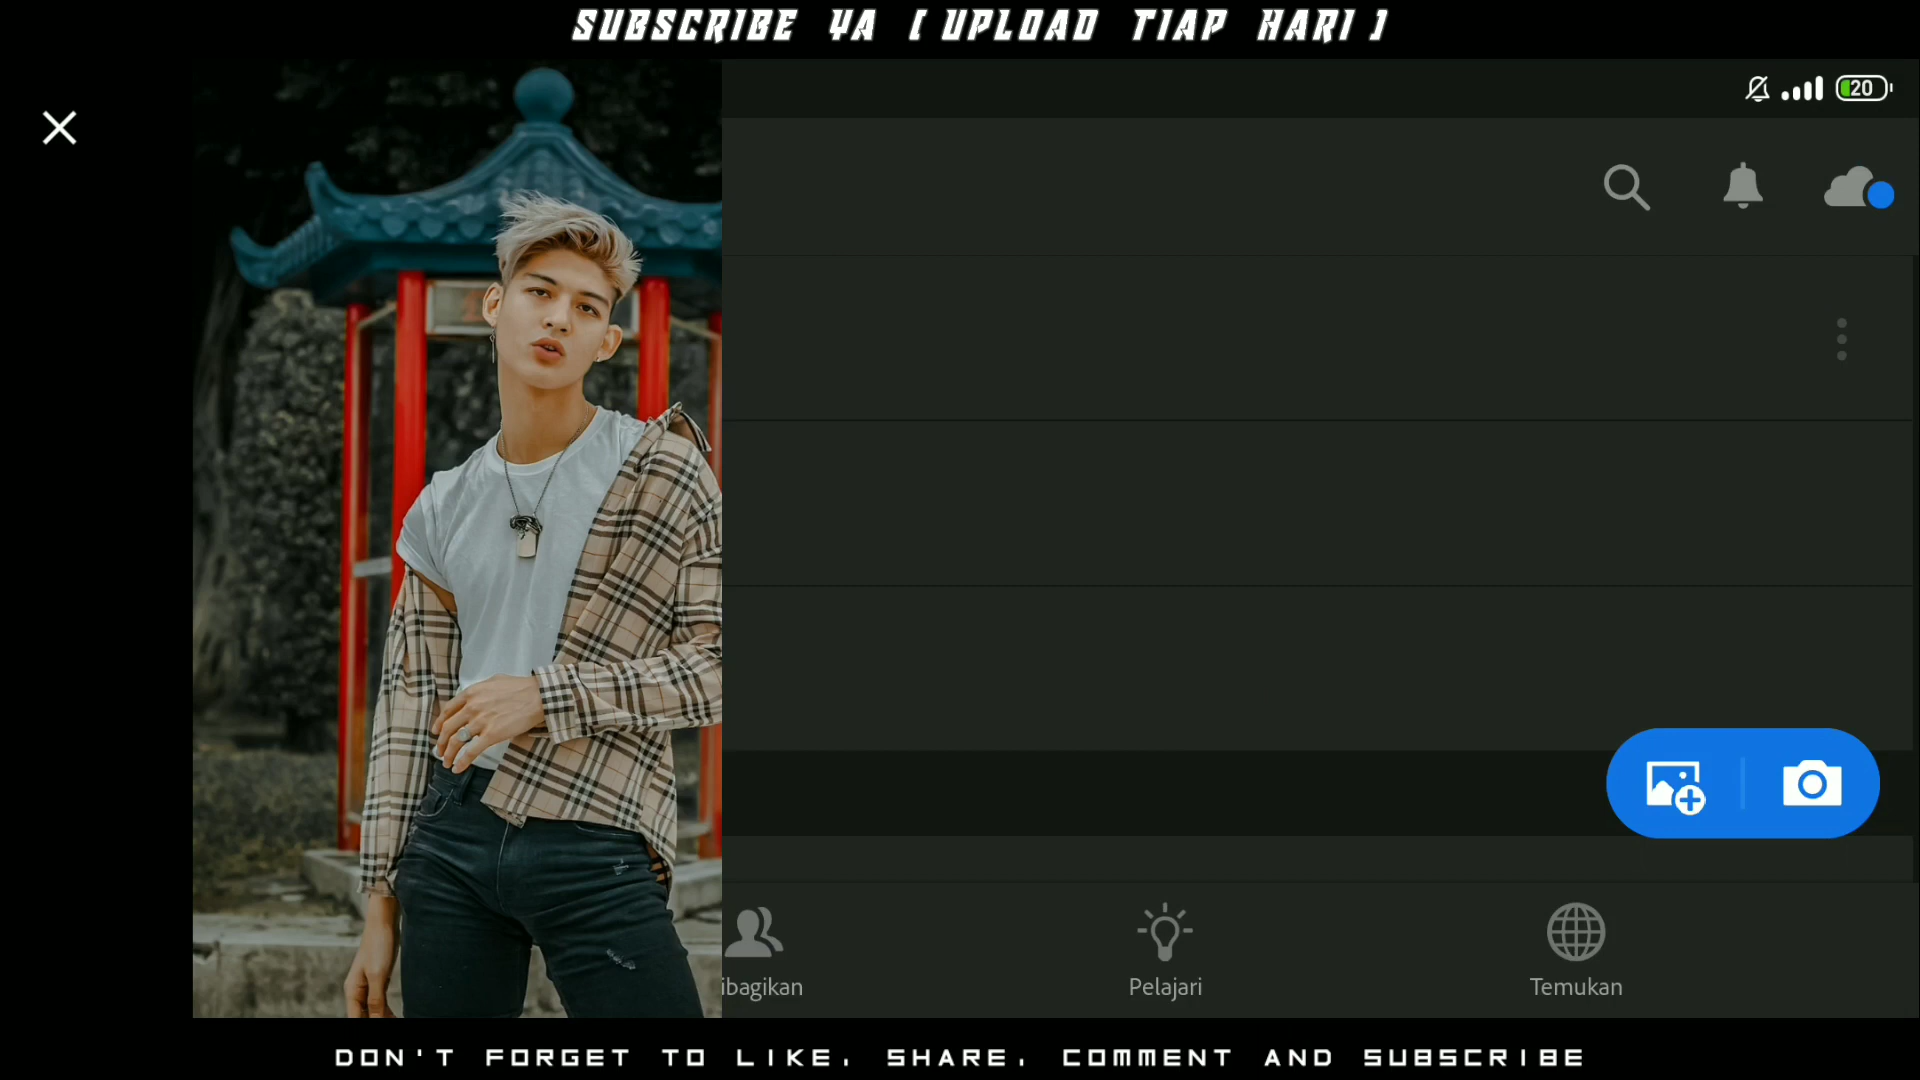 SUBSCRIBE YA [ UPLOAD TIAP HARI ]
20
ibagikan
Pelajari
Temukan
DON'T FORGET TO LIKE, SHARE, COMMENT AND SUBSCRIBE